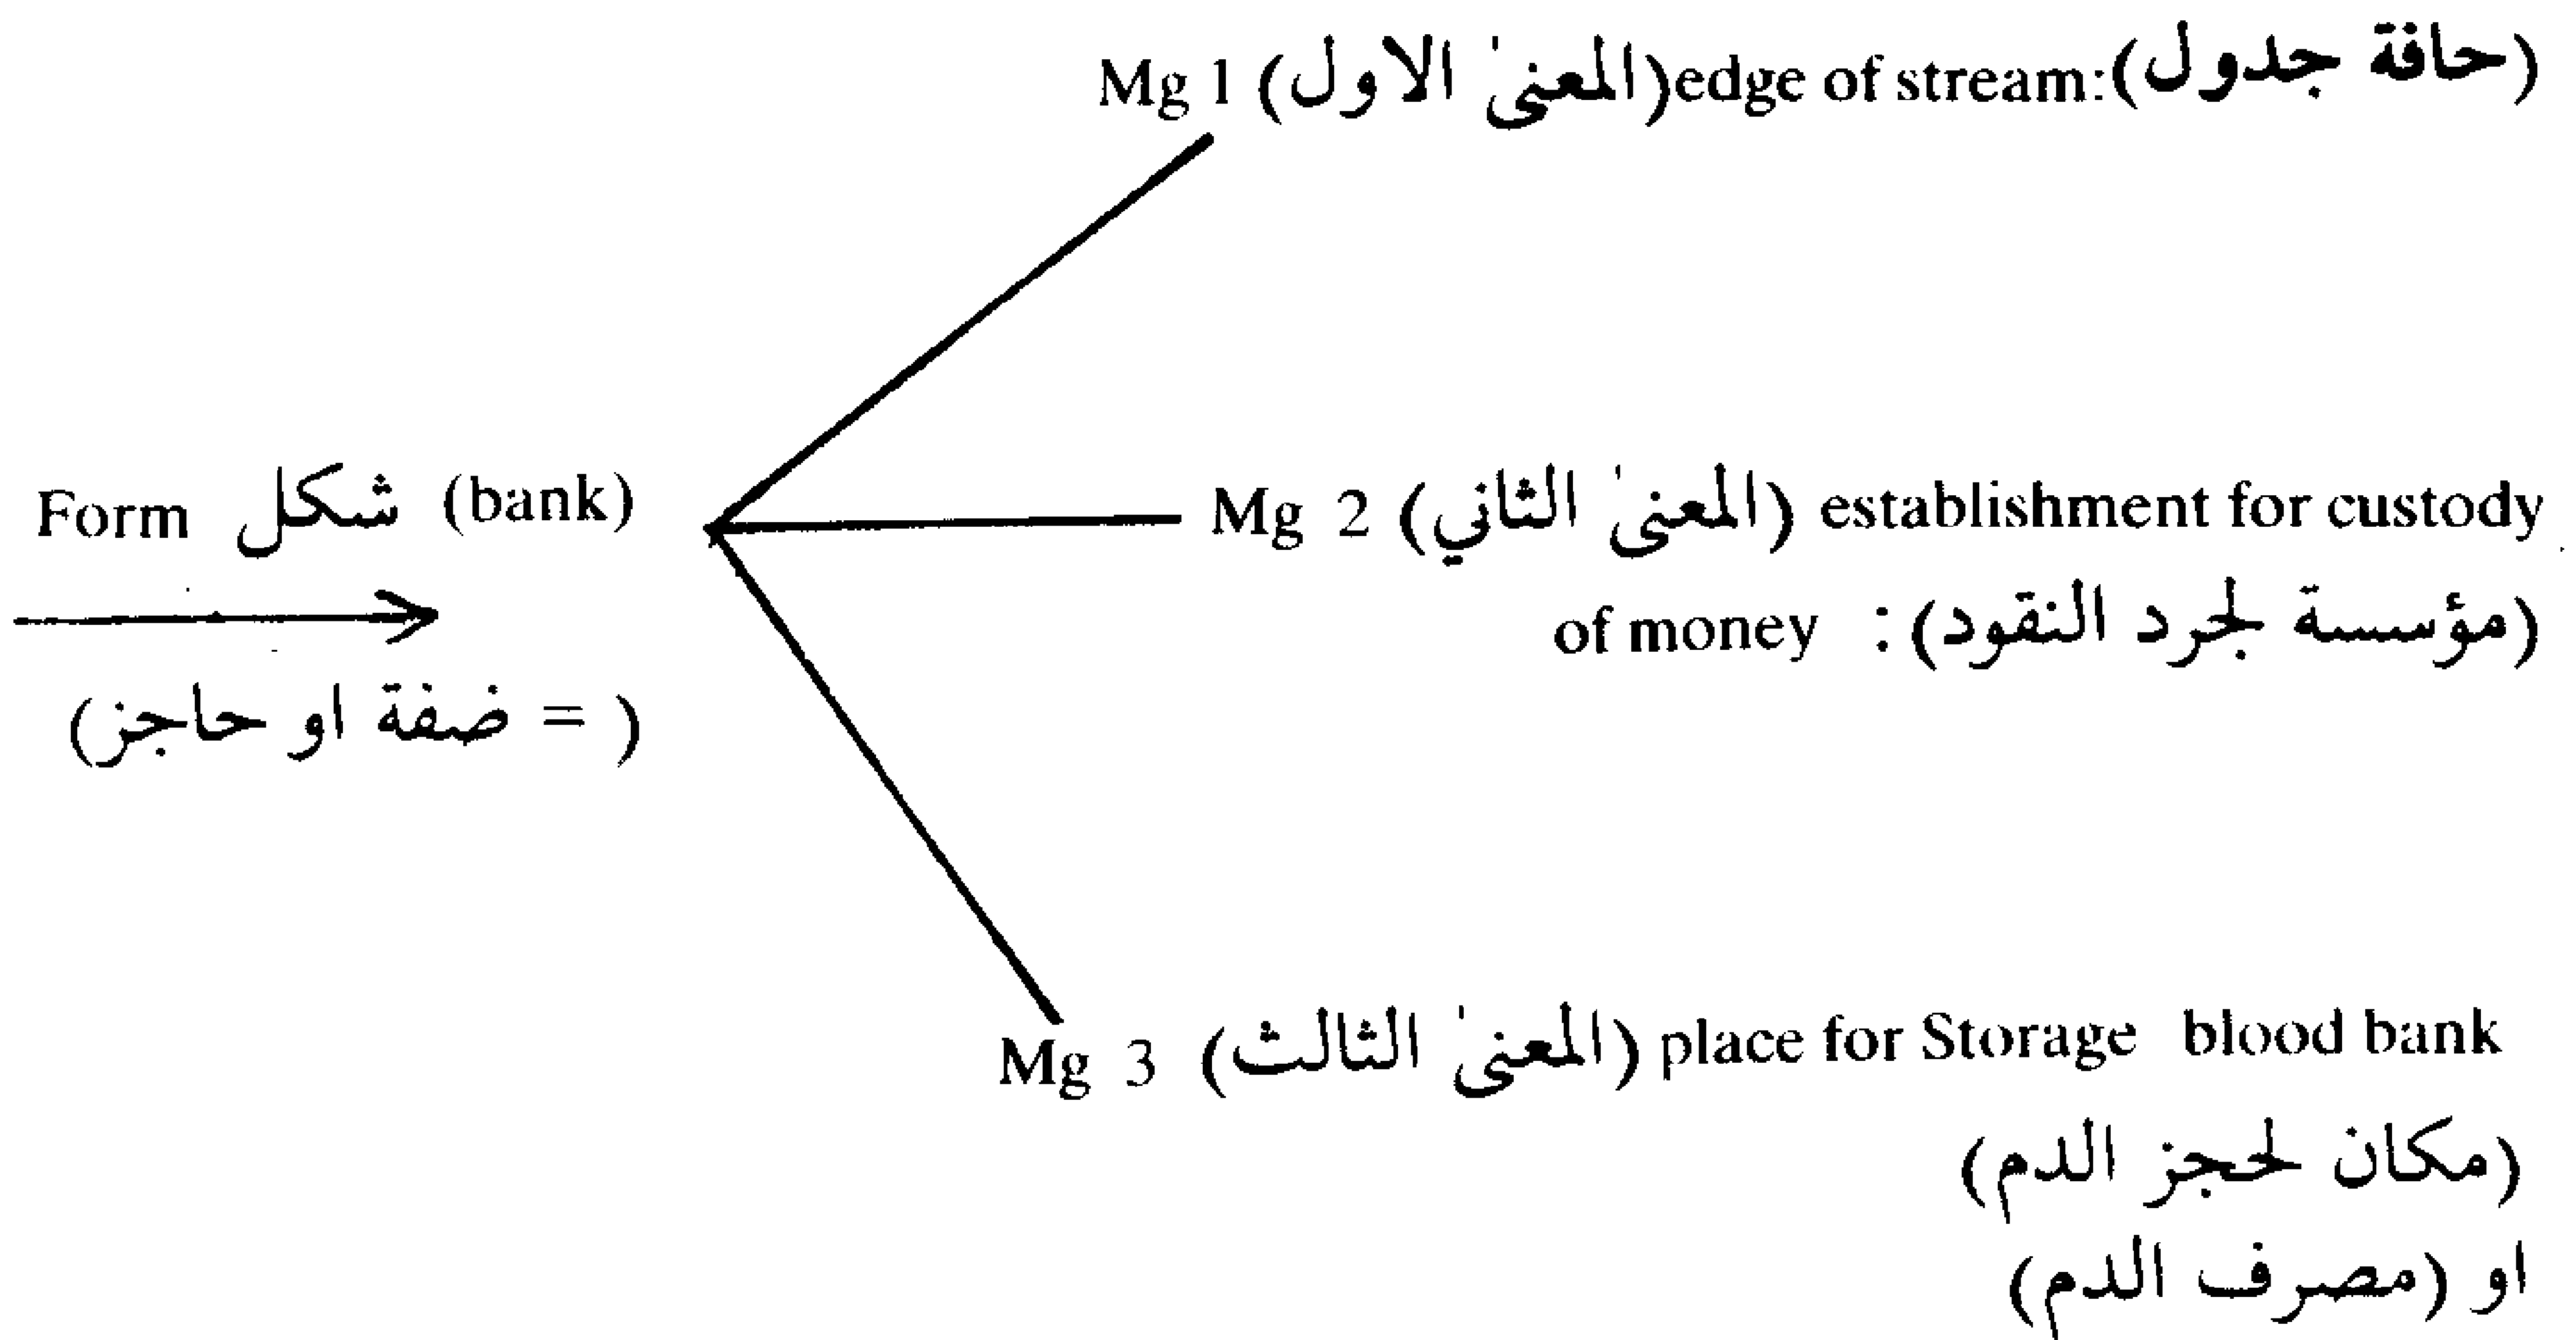 Mg 1 (المعنىٰ الاول) edge of stream: (حافة جدول)
Form شكل (bank)
( = ضفة او حاجز)
Mg 2 (المعنىٰ الثاني) establishment for custody
of money : (مؤسسة لجرد النقود)
Mg 3 (المعنىٰ الثالث) place for Storage blood bank
(مكان لحجز الدم)
او (مصرف الدم)